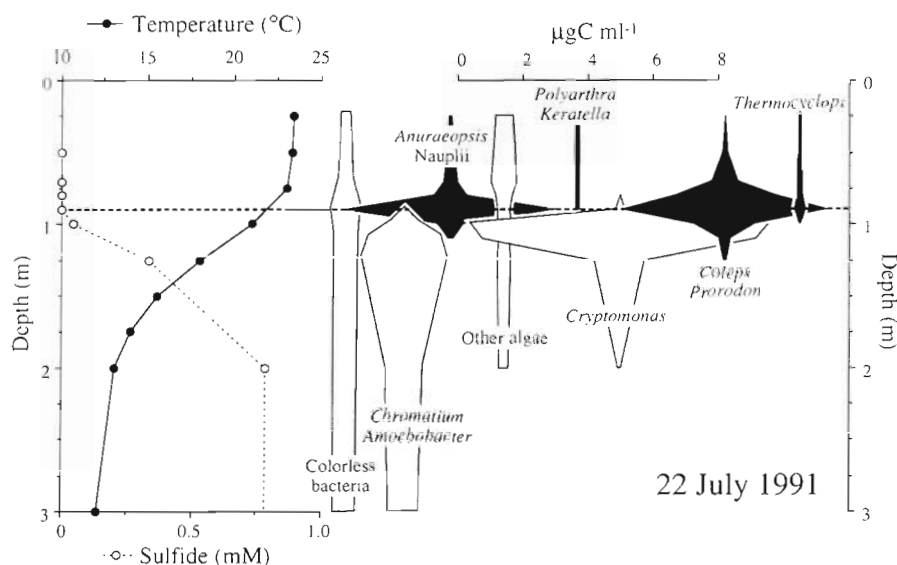 Temperature (°C)
10 15 20 25
µgC ml-1
0 2 4 6 8
Polyarthra
Keratella
Thermocyclops
Anuraeopsis
Nauplii
0
1
2
3
Depth (m)
0
1
2
3
Depth (m)
Coleps
Prorodon
Cryptomonas
Other algae
Chromatium
Amoebobacter
Colorless
bacteria
22 July 1991
0 0.5 1.0
Sulfide (mM)